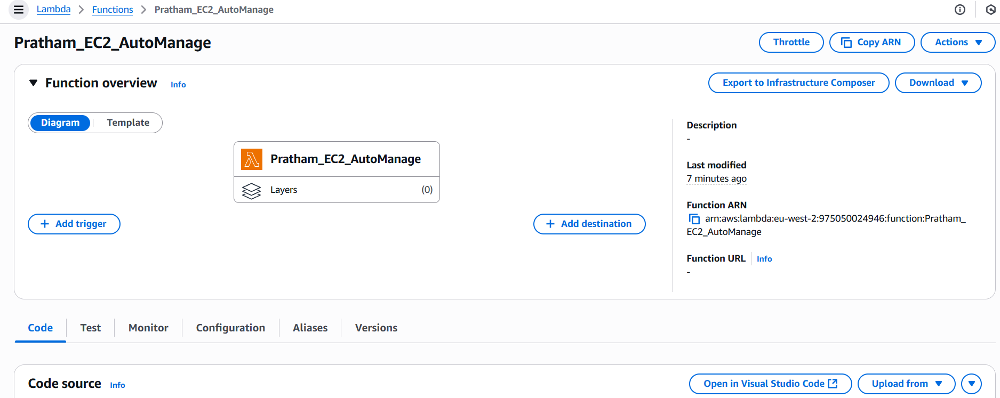 Lambda > Functions > Pratham_EC2_AutoManage
Pratham_EC2_AutoManage
Throttle
Copy ARN
Actions
Function overview Info
Export to Infrastructure Composer
Download
Diagram | Template
Pratham_EC2_AutoManage
Layers (0)
+ Add trigger
+ Add destination
Description
-
Last modified
7 minutes ago
Function ARN
arn:aws:lambda:eu-west-2:975050024946:function:Pratham_
EC2_AutoManage
Function URL | Info
-
Code | Test | Monitor | Configuration | Aliases | Versions
Code source Info
Open in Visual Studio Code
Upload from